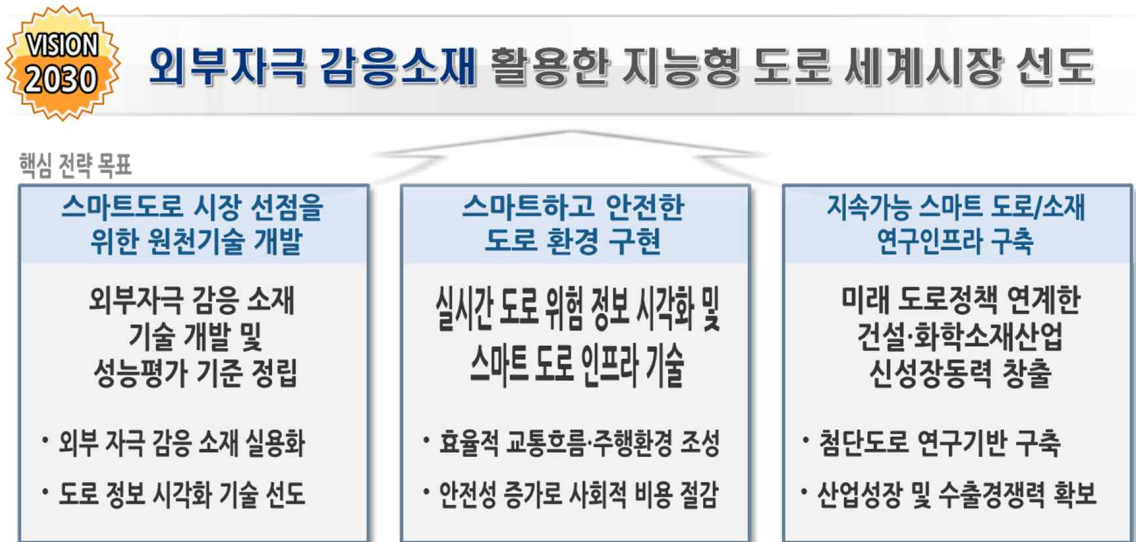 VISION
2030
외부자극 감응소재 활용한 지능형 도로 세계시장 선도
핵심 전략 목표
스마트도로 시장 선점을
위한 원천기술 개발
외부자극 감응 소재
기술 개발 및
성능평가 기준 정립
• 외부 자극 감응 소재 실용화
• 도로 정보 시각화 기술 선도
스마트하고 안전한
도로 환경 구현
실시간 도로 위험 정보 시각화 및
스마트 도로 인프라 기술
• 효율적 교통흐름·주행환경 조성
• 안전성 증가로 사회적 비용 절감
지속가능 스마트 도로/소재
연구인프라 구축
미래 도로정책 연계한
건설·화학소재산업
신성장동력 창출
• 첨단도로 연구기반 구축
• 산업성장 및 수출경쟁력 확보